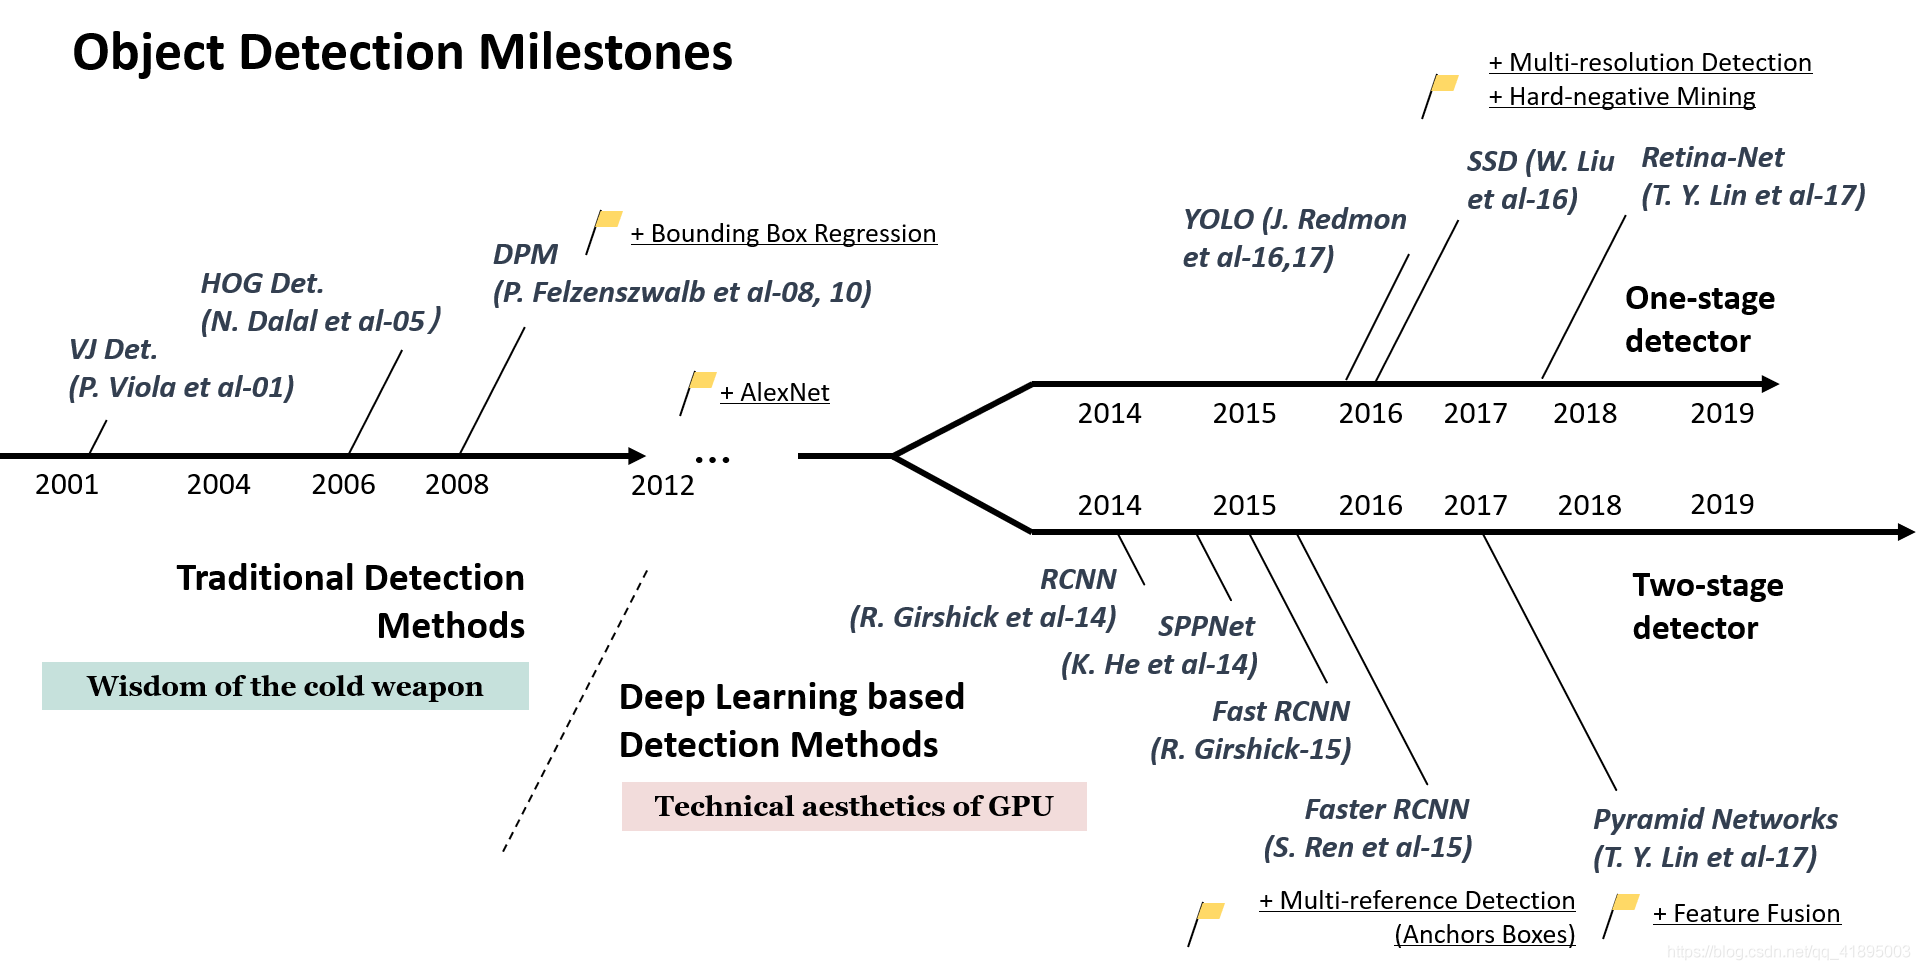 Object Detection Milestones
+ Multi-resolution Detection
+ Hard-negative Mining
SSD (W. Liu
et al-16)
Retina-Net
(T. Y. Lin et al-17)
YOLO (J. Redmon
et al-16,17)
+ Bounding Box Regression
DPM
(P. Felzenszwalb et al-08, 10)
HOG Det.
(N. Dalal et al-05)
VJ Det.
(P. Viola et al-01)
+ AlexNet
...
One-stage
detector
2014 2015 2016 2017 2018 2019
2001 2004 2006 2008 2012
2014 2015 2016 2017 2018 2019
Traditional Detection
Methods
Wisdom of the cold weapon
Two-stage
detector
RCNN
(R. Girshick et al-14)
SPPNet
(K. He et al-14)
Fast RCNN
(R. Girshick-15)
Deep Learning based
Detection Methods
Technical aesthetics of GPU
Faster RCNN
(S. Ren et al-15)
Pyramid Networks
(T. Y. Lin et al-17)
+ Multi-reference Detection
(Anchors Boxes)
+ Feature Fusion
https://blog.csdn.net/qq_41895003